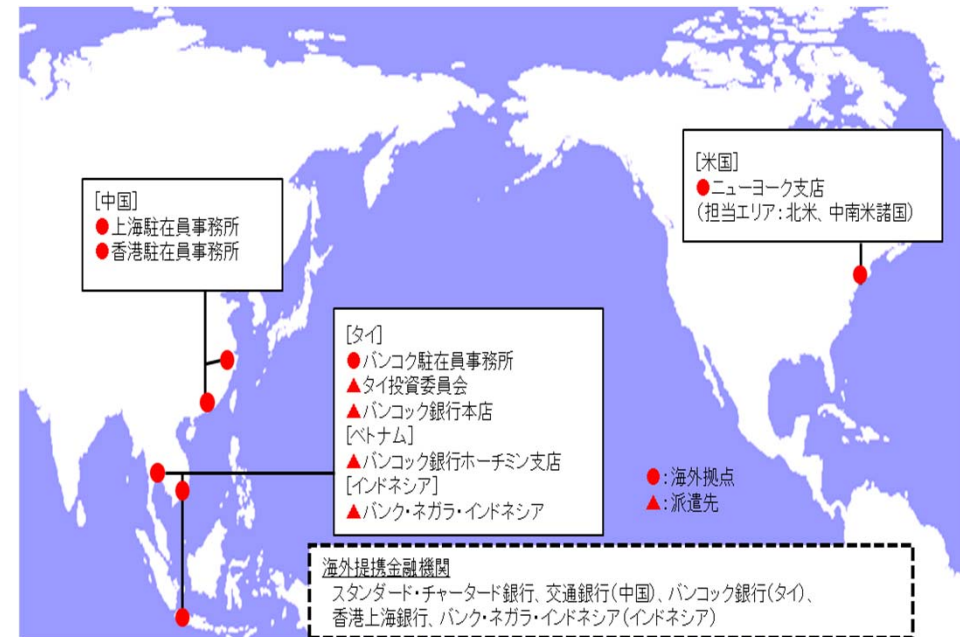 [中国]
●上海駐在員事務所
●香港駐在員事務所
[米国]
●ニューヨーク支店
(担当エリア:北米、中南米諸国)
[タイ]
●バンコク駐在員事務所
▲タイ投資委員会
▲バンコック銀行本店
[ベトナム]
▲バンコック銀行ホーチミン支店
[インドネシア]
▲バンク・ネガラ・インドネシア
●:海外拠点
▲:派遣先
海外提携金融機関
スタンダード・チャータード銀行、交通銀行(中国)、バンコック銀行(タイ)、
香港上海銀行、バンク・ネガラ・インドネシア(インドネシア)